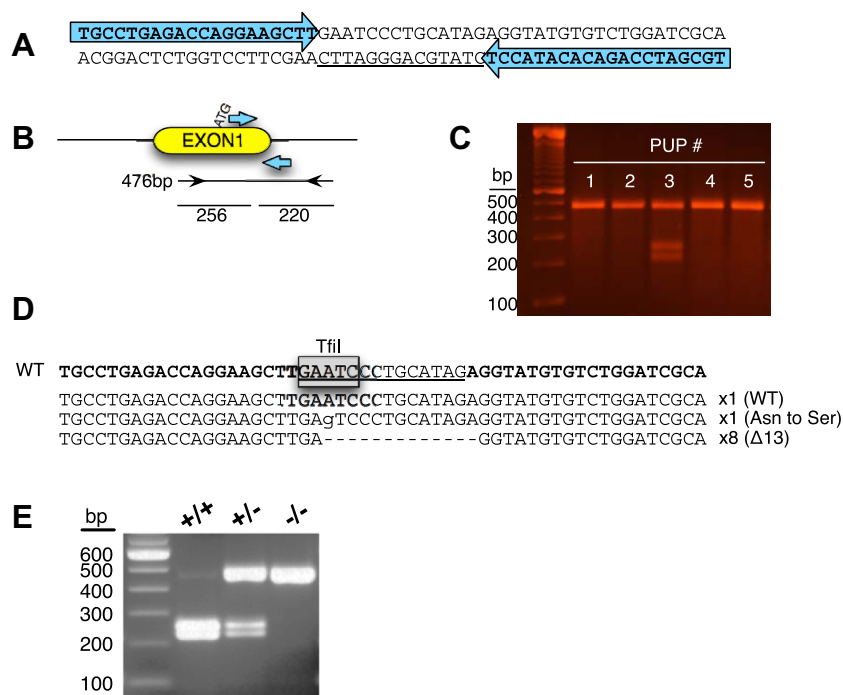 A
TGCCTGAGACCAGGAAGCTTGAATCCCTGCATAGAGGTATGTGTCTGGATCGCA
ACGGACTCTGGTCCTTCGAACTTAGGGACGTATCTCCATACACAGACCTAGCGT
B
ATG
EXON1
476bp
256 220
C
PUP #
bp 1 2 3 4 5
500
400
300
200
100
D
TfiI
WT TGCCTGAGACCAGGAAGCTTGAATCCCTGCATAGAGGTATGTGTCTGGATCGCA
TGCCTGAGACCAGGAAGCTTGAATCCCTGCATAGAGGTATGTGTCTGGATCGCA x1 (WT)
TGCCTGAGACCAGGAAGCTTGAgTCCCTGCATAGAGGTATGTGTCTGGATCGCA x1 (Asn to Ser)
TGCCTGAGACCAGGAAGCTTGA-------------GGTATGTGTCTGGATCGCA x8 (Δ13)
E
bp +/+ +/- -/-
600
500
400
300
200
100